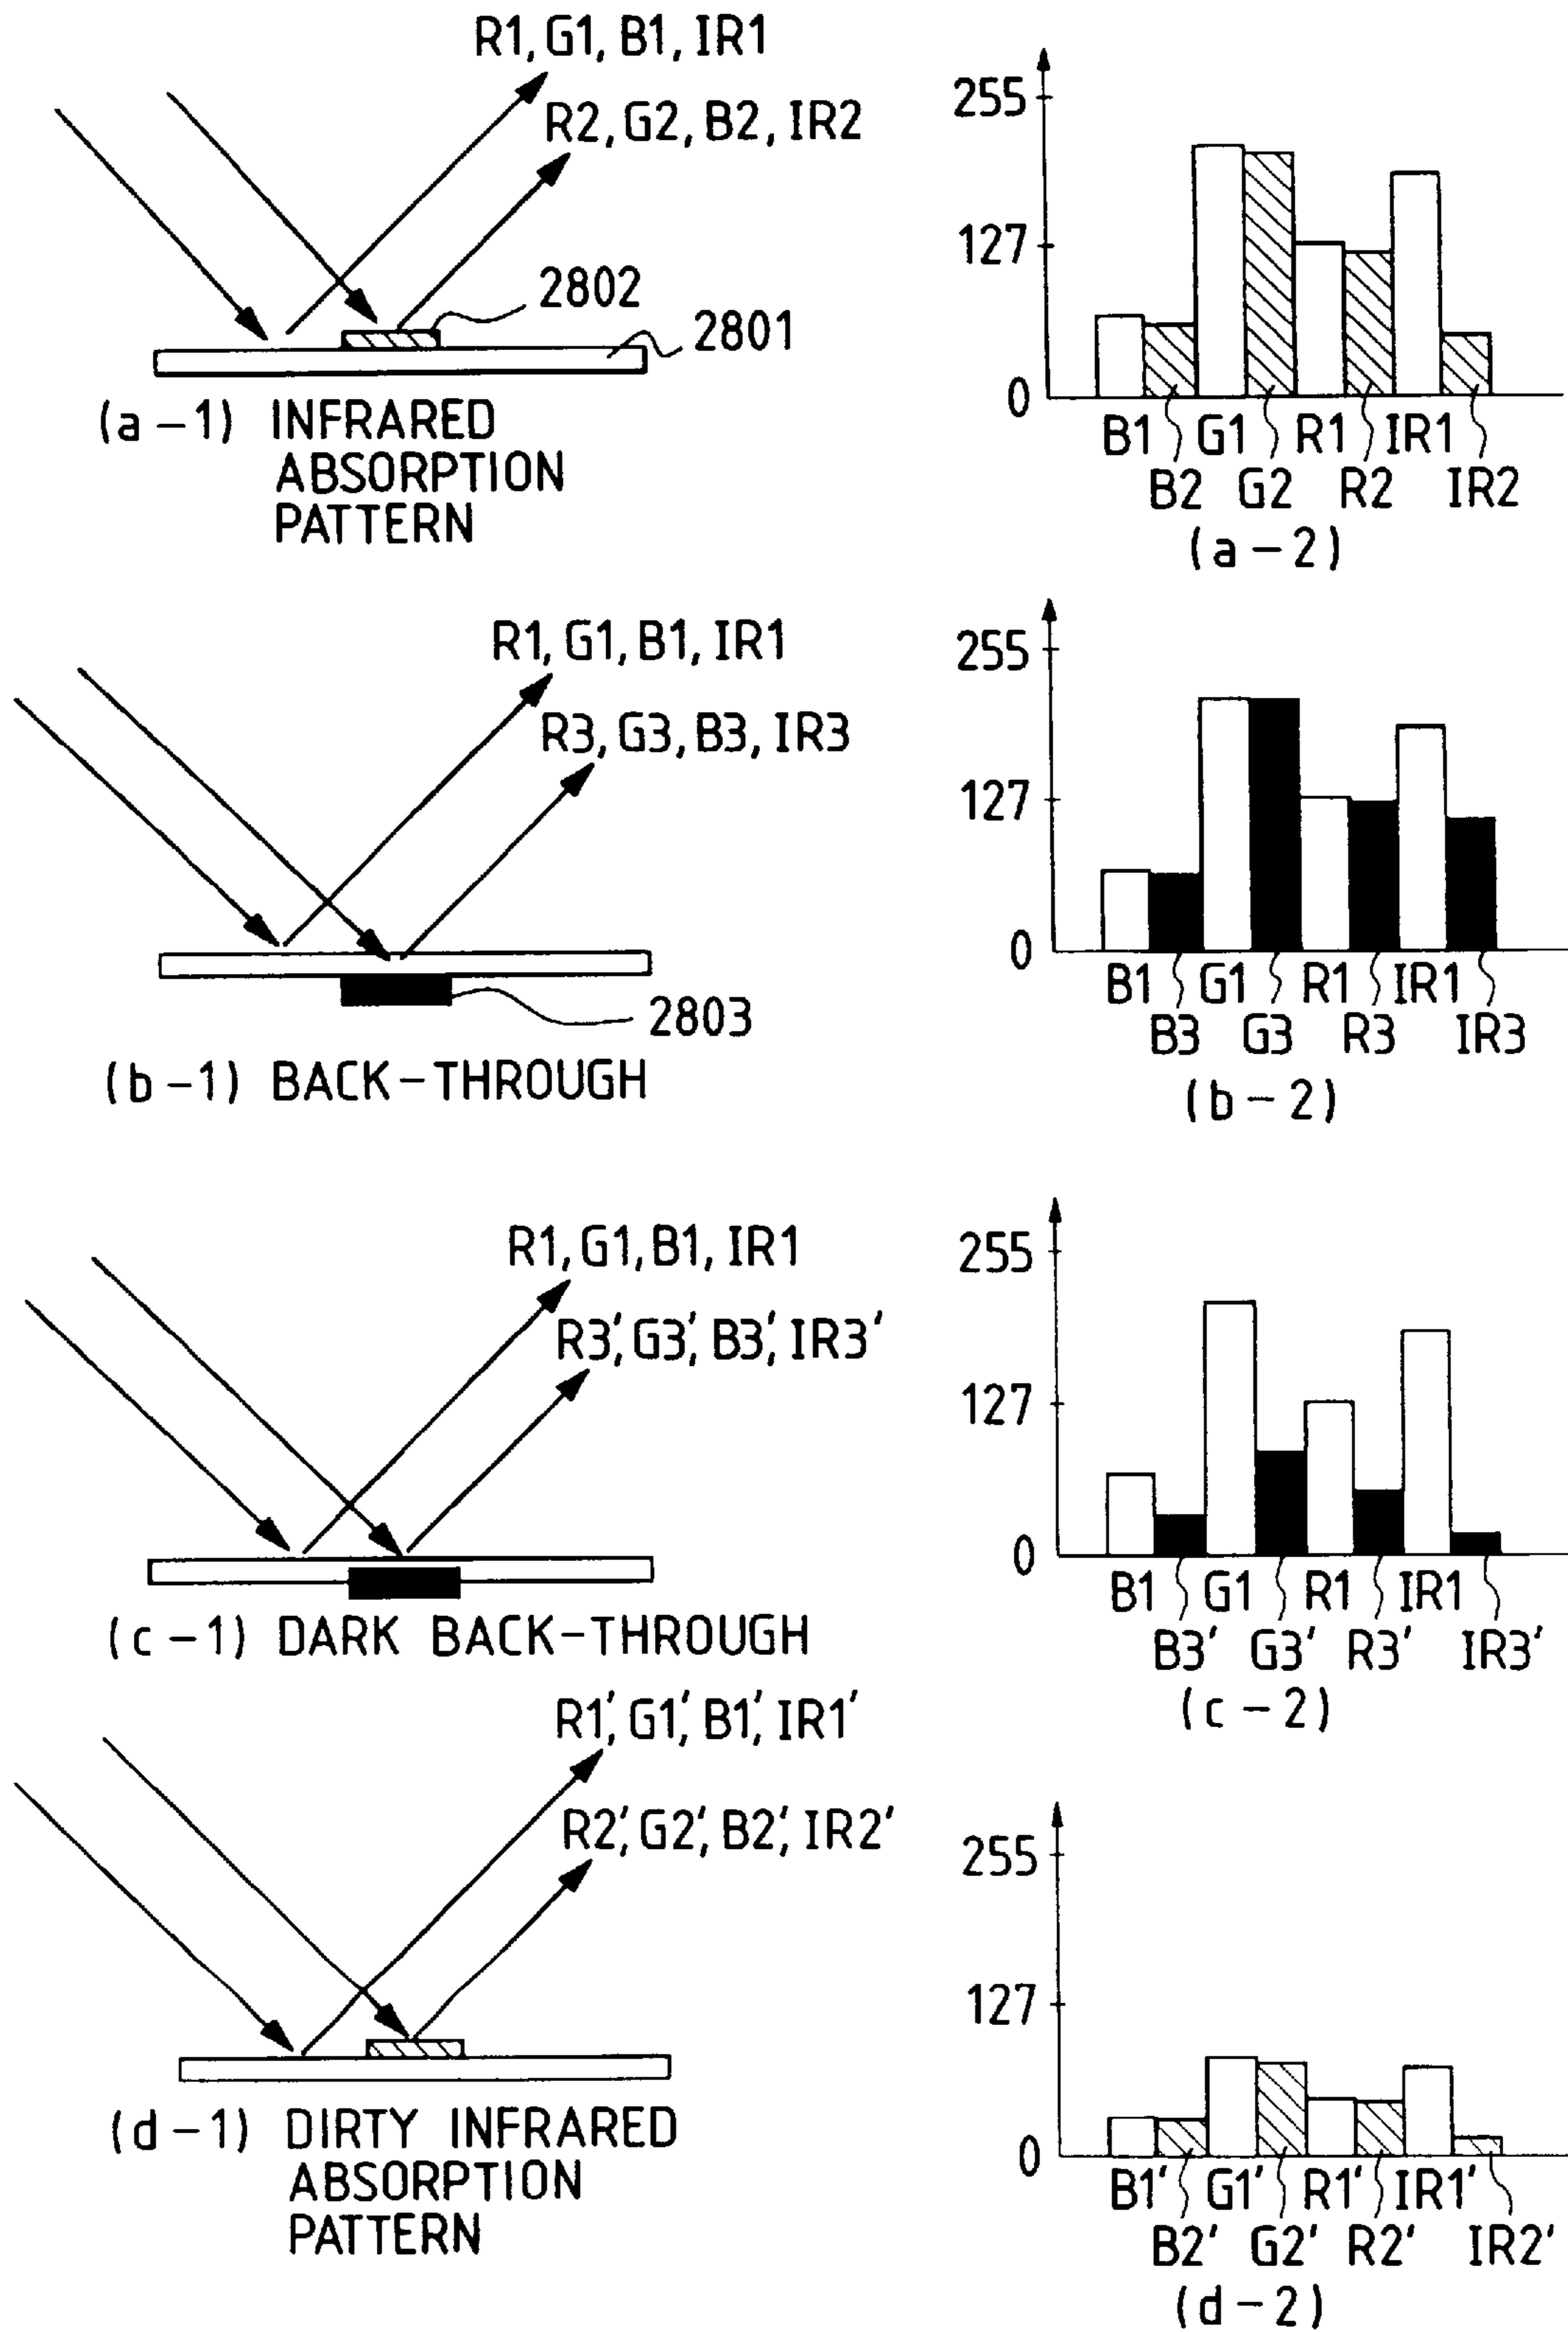 R1, G1, B1, IR1
R2, G2, B2, IR2
2802
2801
(a-1) INFRARED
ABSORPTION
PATTERN
255
127
0
B1 G1 R1 IR1
B2 G2 R2 IR2
(a-2)
R1, G1, B1, IR1
R3, G3, B3, IR3
2803
(b-1) BACK-THROUGH
255
127
0
B1 G1 R1 IR1
B3 G3 R3 IR3
(b-2)
R1, G1, B1, IR1
R3', G3', B3', IR3'
(c-1) DARK BACK-THROUGH
255
127
0
B1 G1 R1 IR1
B3' G3' R3' IR3'
(c-2)
R1', G1', B1', IR1'
R2', G2', B2', IR2'
(d-1) DIRTY INFRARED
ABSORPTION
PATTERN
255
127
0
B1' G1' R1' IR1'
B2' G2' R2' IR2'
(d-2)